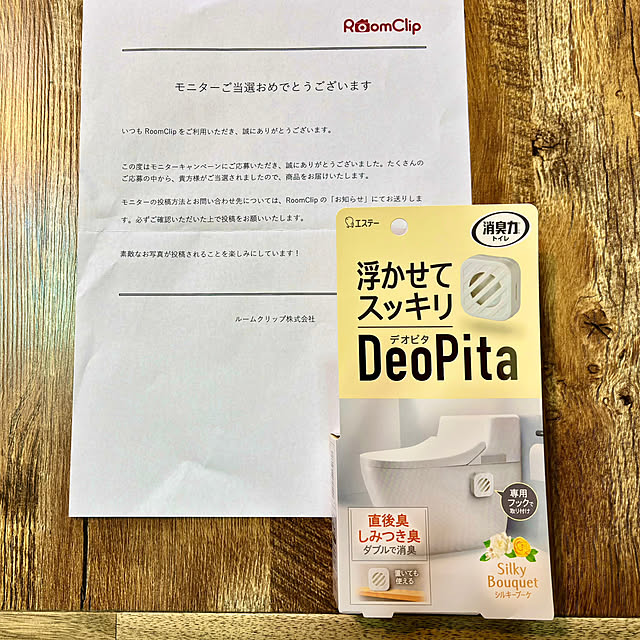 RoomClip
モニターご当選おめでとうございます
いつも RoomClip をご利用いただき、誠にありがとうございます。
この度はモニターキャンペーンにご応募いただき、誠にありがとうございました。たくさんの
ご応募の中から、貴方様がご当選されましたので、商品をお届けいたします。
モニターの投稿方法とお問い合わせ先については、RoomClip の「お知らせ」にてお送りしま
す。必ずご確認いただいた上で投稿をお願いいたします。
素敵なお写真が投稿されることを楽しみにしています！
ルームクリップ株式会社
エステー
消臭力
トイレ
浮かせて
スッキリ
デオピタ
DeoPita
専用
フックで
取り付け
直後臭
しみつき臭
ダブルで消臭
置いても
使える
Silky
Bouquet
シルキーブーケ